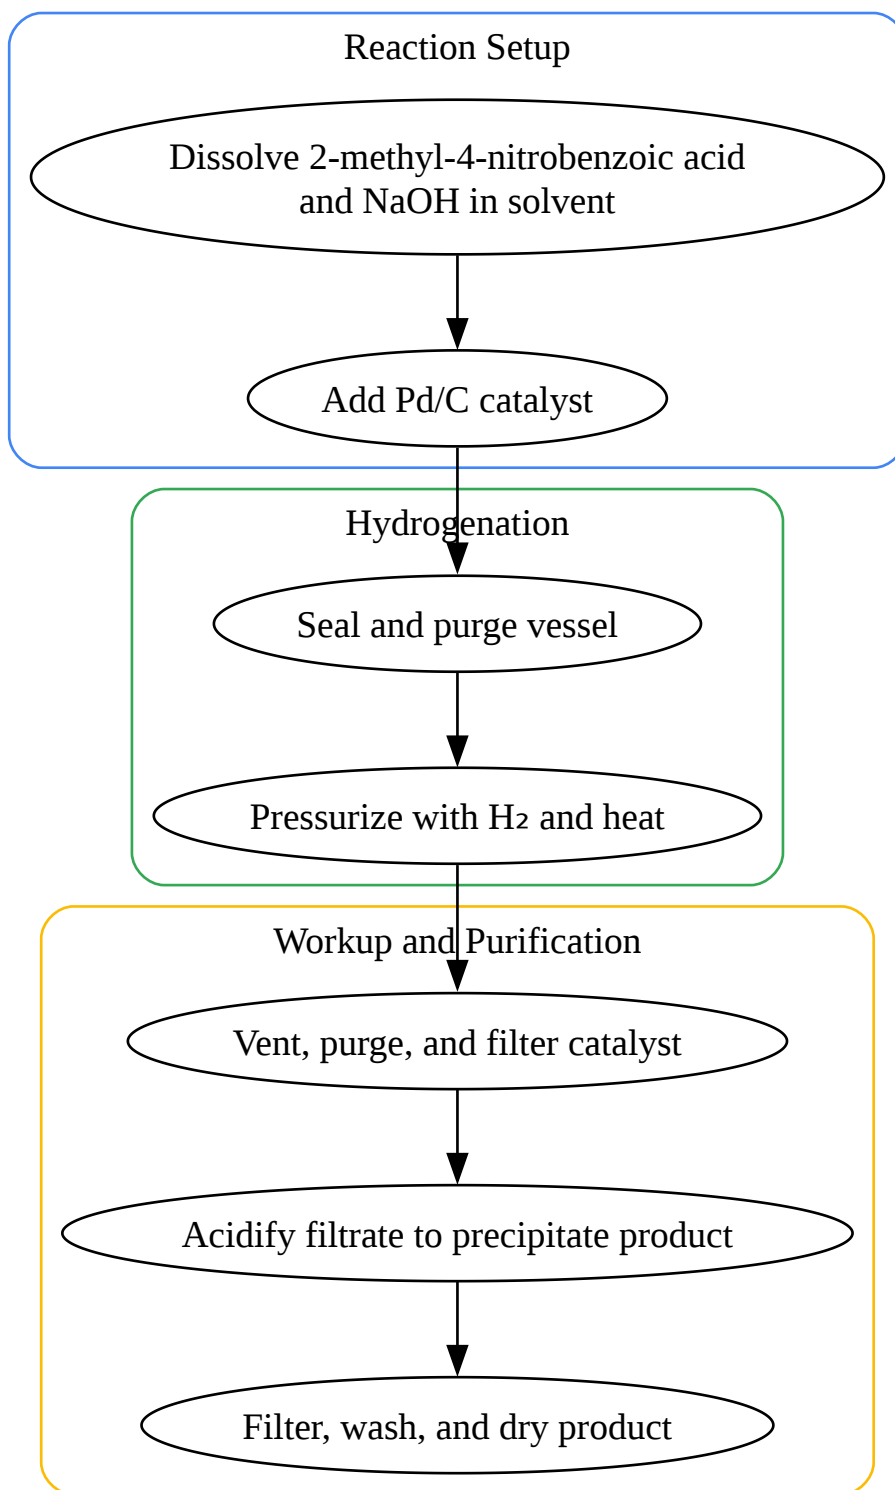 Reaction Setup
Dissolve 2-methyl-4-nitrobenzoic acid
and NaOH in solvent
Add Pd/C catalyst
Hydrogenation
Seal and purge vessel
Pressurize with H₂ and heat
Workup and Purification
Vent, purge, and filter catalyst
Acidify filtrate to precipitate product
Filter, wash, and dry product